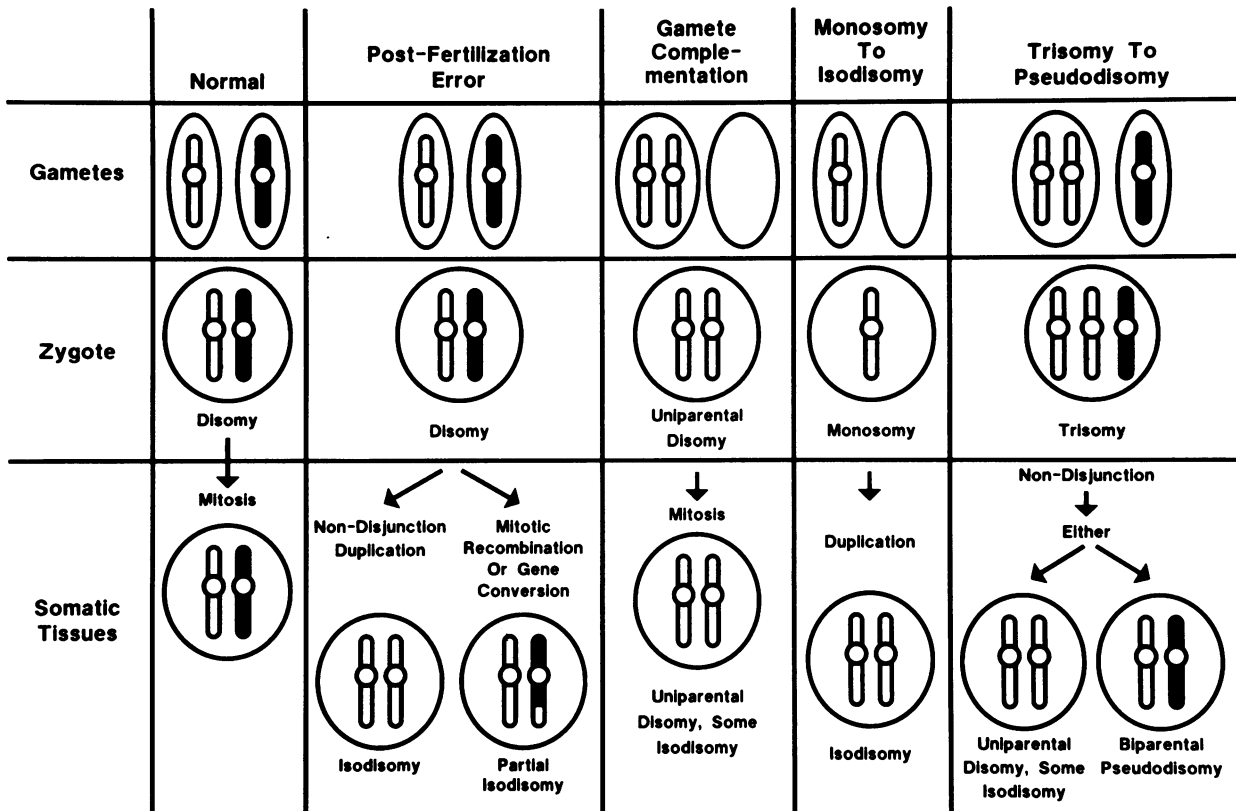 Normal
Post-Fertilization
Error
Gamete
Comple-
mentation
Monosomy
To
Isodisomy
Trisomy To
Pseudodisomy
Gametes
Zygote
Disomy
Disomy
Uniparental
Disomy
Monosomy
Trisomy
Somatic
Tissues
Mitosis
Non-Disjunction
Duplication
Mitotic
Recombination
Or Gene
Conversion
Isodisomy
Partial
Isodisomy
Mitosis
Uniparental
Disomy, Some
Isodisomy
Duplication
Isodisomy
Non-Disjunction
Either
Uniparental
Disomy, Some
Isodisomy
Biparental
Pseudodisomy